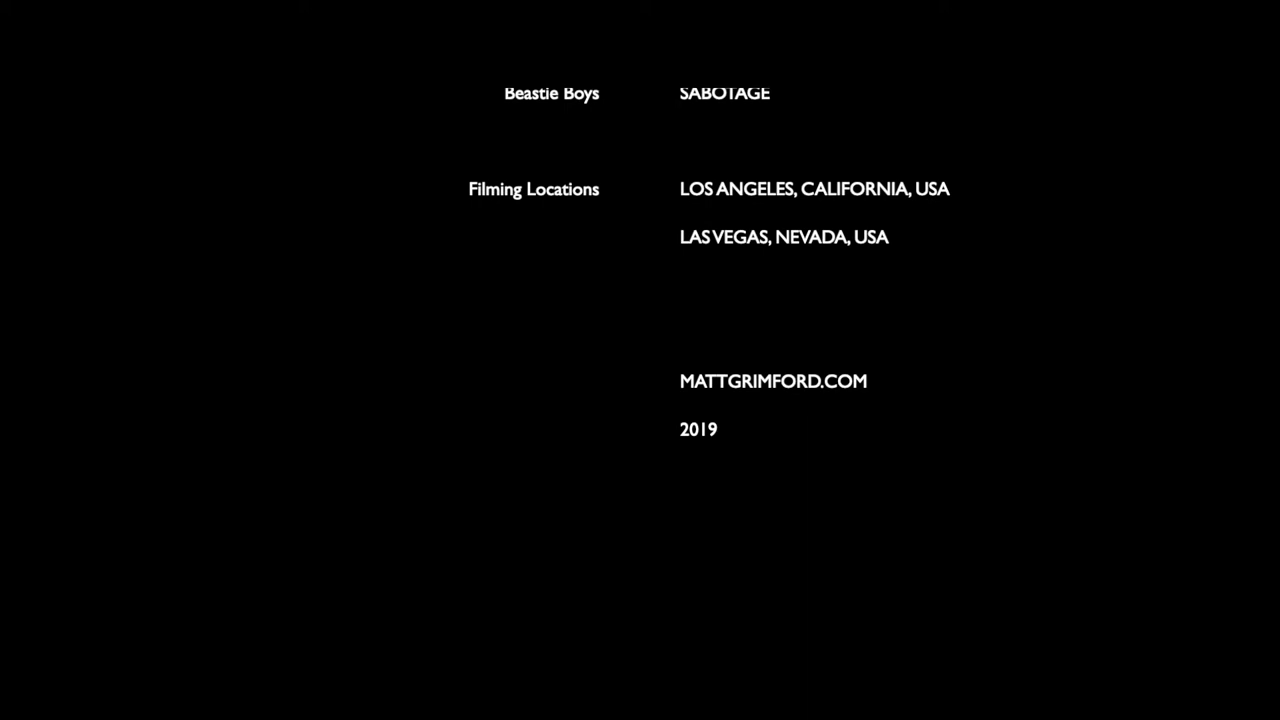 Beastie Boys SABOTAGE
Filming Locations LOS ANGELES, CALIFORNIA, USA
LAS VEGAS, NEVADA, USA
MATTGRIMFORD.COM
2019